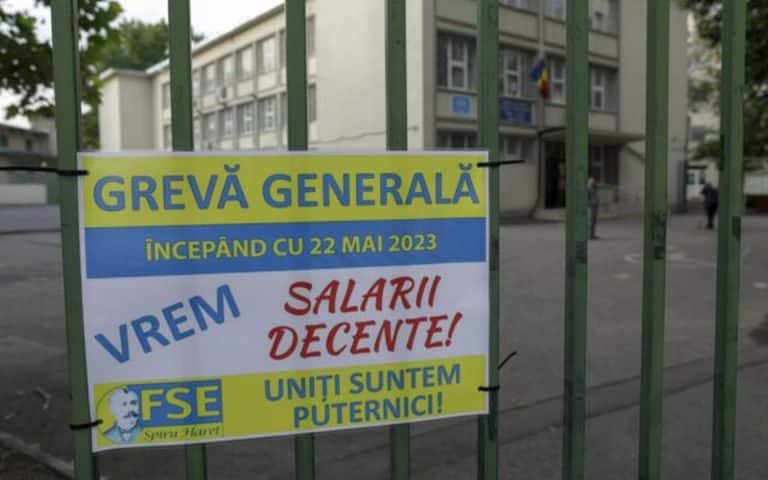 GREVĂ GENERALĂ
ÎNCEPÂND CU 22 MAI 2023
VREM
SALARII
DECENTE!
FSE
Spiru Haret
UNIȚI SUNTEM
PUTERNICI!